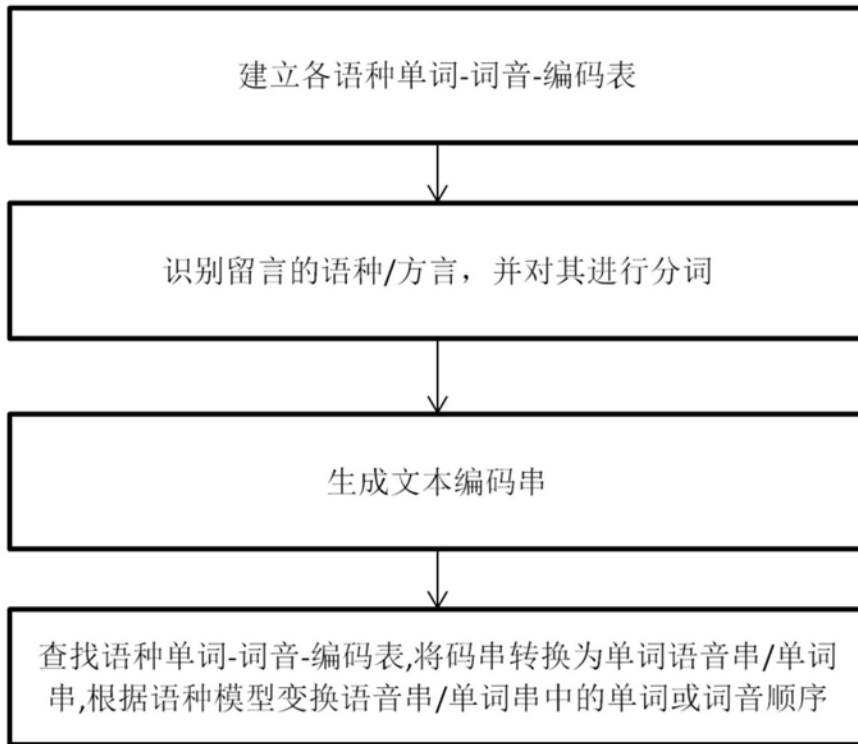 建立各语种单词-词音-编码表
识别留言的语种/方言，并对其进行分词
生成文本编码串
查找语种单词-词音-编码表,将码串转换为单词语音串/单词
串,根据语种模型变换语音串/单词串中的单词或词音顺序